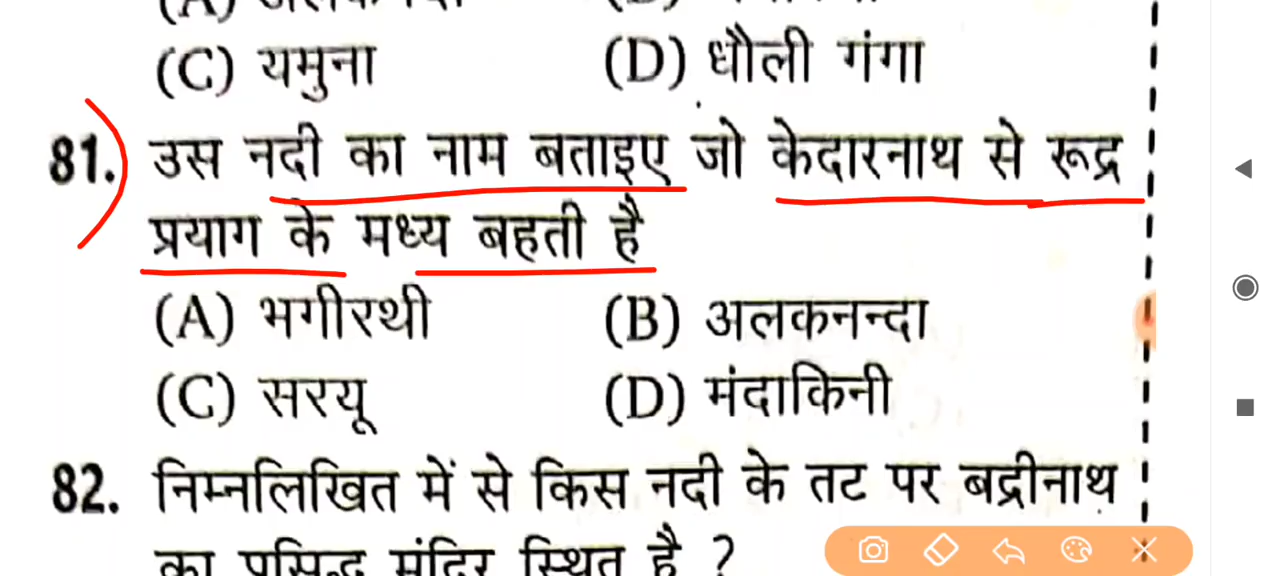 (C) यमुना (D) धौली गंगा
81. उस नदी का नाम बताइए जो केदारनाथ से रूद्र
प्रयाग के मध्य बहती है
(A) भगीरथी (B) अलकनन्दा
(C) सरयू (D) मंदाकिनी
82. निम्नलिखित में से किस नदी के तट पर बद्रीनाथ
का प्रसिद्ध मंदिर स्थित है ?